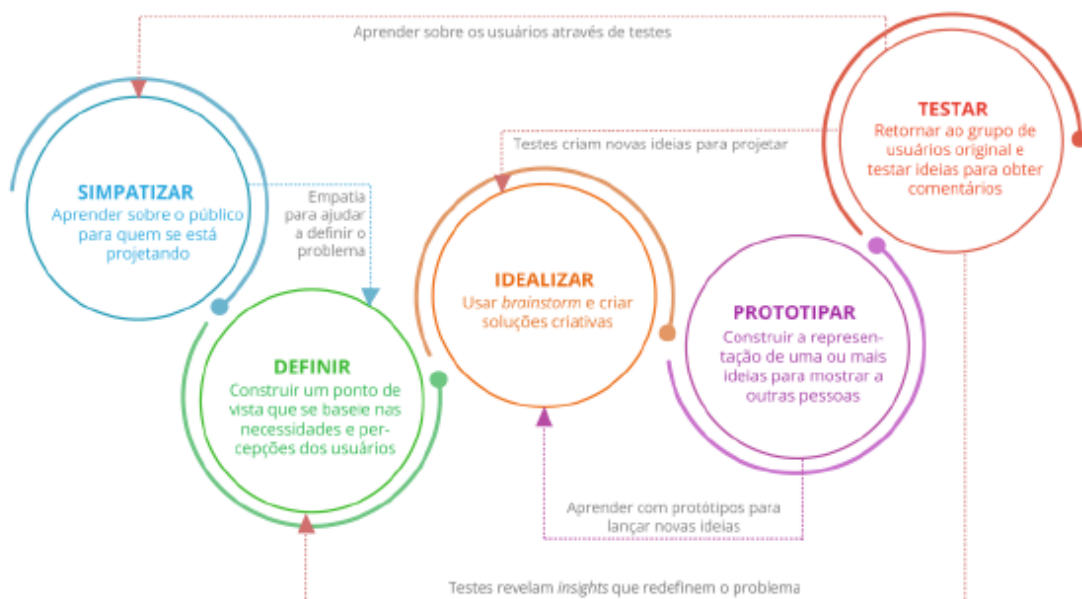 Aprender sobre os usuários através de testes
TESTAR
Retornar ao grupo de
usuários original e
testar ideias para obter
comentários
Testes criam novas ideias para projetar
SIMPATIZAR
Aprender sobre o público
para quem se está
projetando
Empatia
para ajudar
a definir o
problema
IDEALIZAR
Usar brainstorm e criar
soluções criativas
PROTOTIPAR
Construir a represen-
tação de uma ou mais
ideias para mostrar a
outras pessoas
DEFINIR
Construir um ponto de
vista que se baseie nas
necessidades e per-
cepções dos usuários
Aprender com protótipos para
lançar novas ideias
Testes revelam insights que redefinem o problema